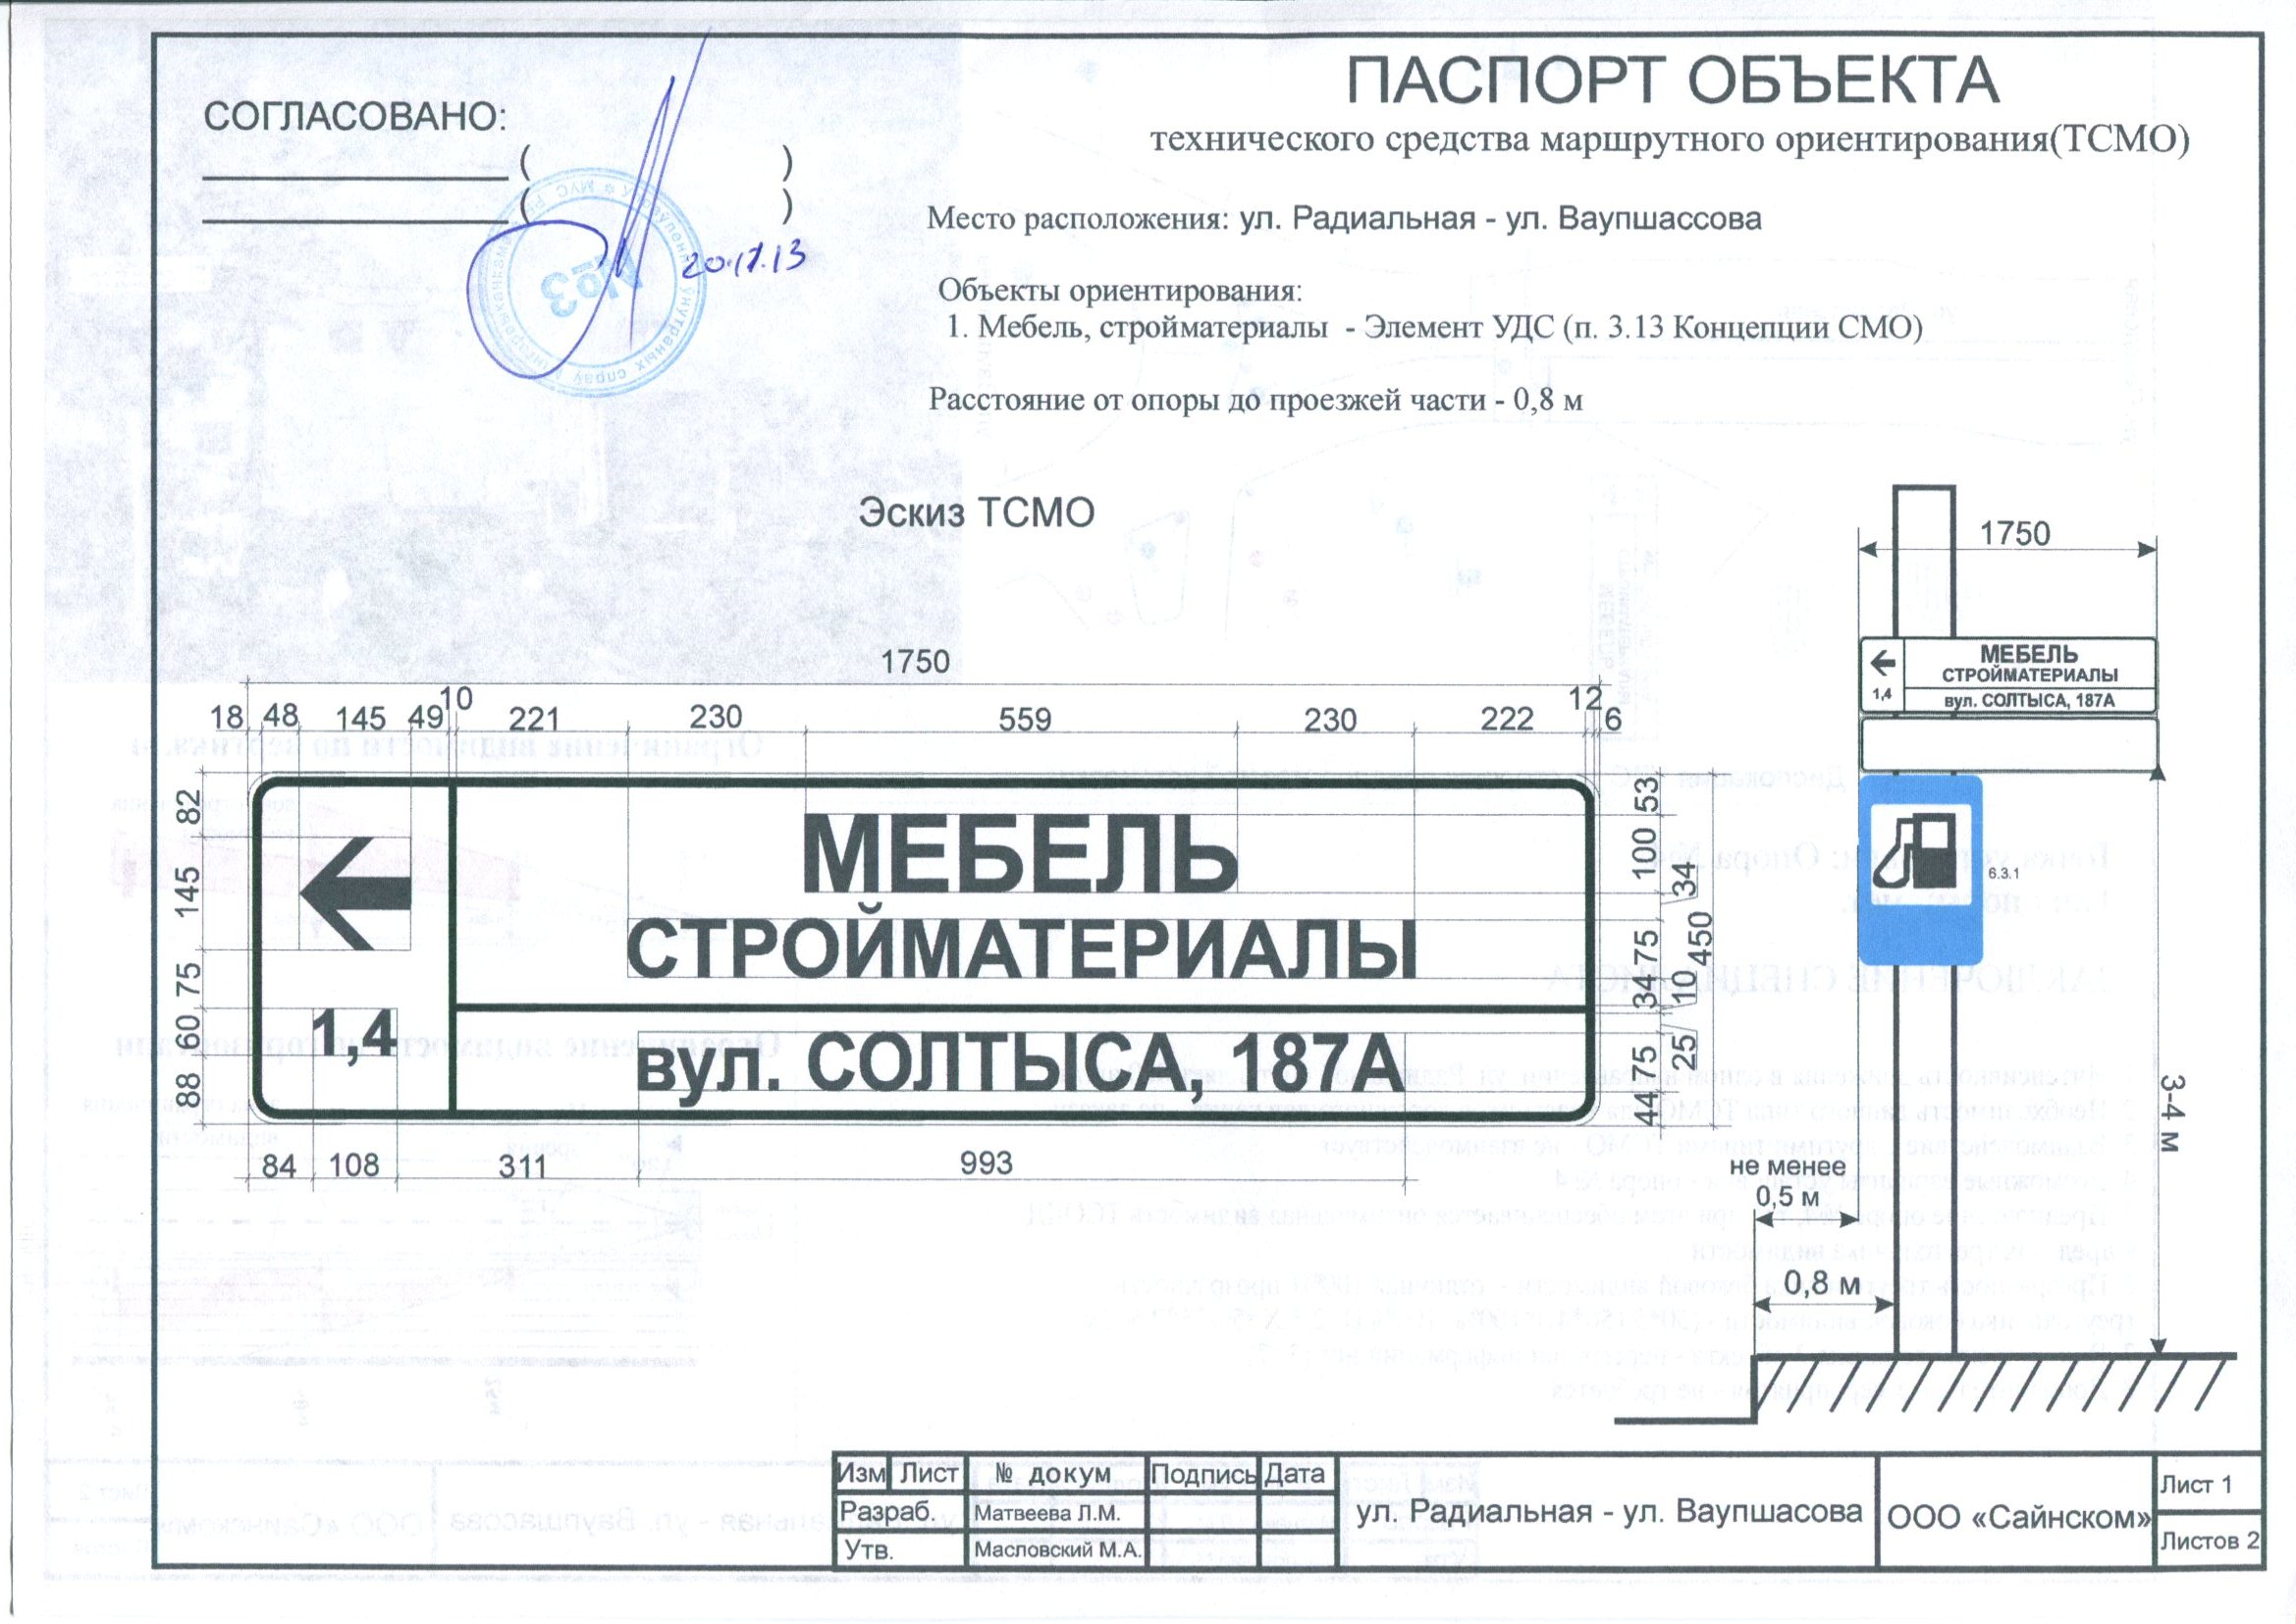 СОГЛАСОВАНО:
( )
( )
№3
20.11.13
ПАСПОРТ ОБЪЕКТА
технического средства маршрутного ориентирования(ТСМО)
Место расположения: ул. Радиальная - ул. Ваупшассова
Объекты ориентирования:
1. Мебель, стройматериалы - Элемент УДС (п. 3.13 Концепции СМО)
Расстояние от опоры до проезжей части - 0,8 м
Эскиз ТСМО
1750
18 48 145 49 10 221 230 559 230 222 12 6
82 145 75 60 88
МЕБЕЛЬ
СТРОЙМАТЕРИАЛЫ
1,4
вул. СОЛТЫСА, 187А
53 100 34 75 34 10 25 75 44 450
84 108 311 993
1750
МЕБЕЛЬ
СТРОЙМАТЕРИАЛЫ
1,4
вул. СОЛТЫСА, 187А
6.3.1
3-4 м
не менее
0,5 м
0,8 м
Изм Лист № докум Подпись Дата
Разраб. Матвеева Л.М.
Утв. Масловский М.А.
ул. Радиальная - ул. Ваупшасова
ООО «Сайнском»
Лист 1
Листов 2